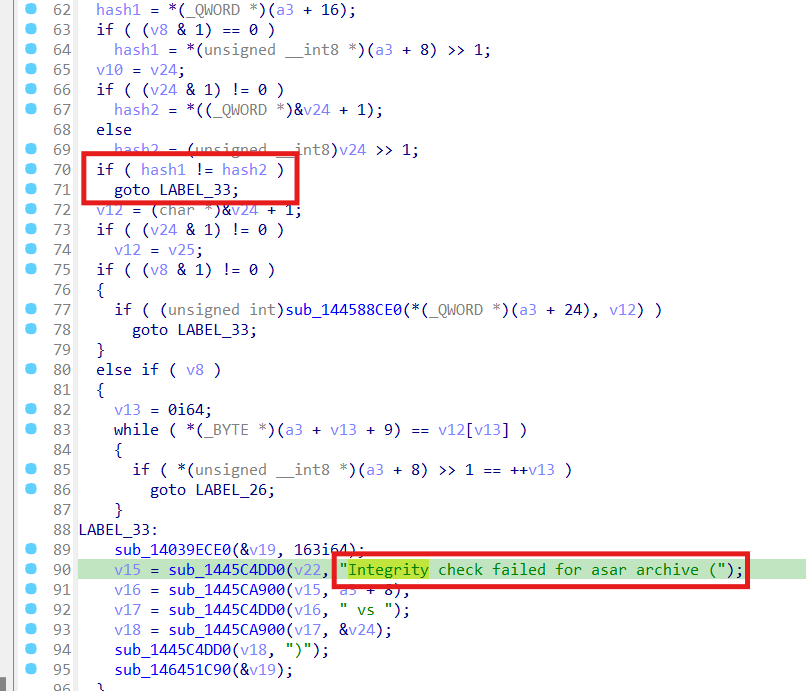 62 hash1 = *(_QWORD *)(a3 + 16);
63 if ( (v8 & 1) == 0 )
64 hash1 = *(unsigned __int8 *)(a3 + 8) >> 1;
65 v10 = v24;
66 if ( (v24 & 1) != 0 )
67 hash2 = *((_QWORD *)&v24 + 1);
68 else
69 hash2 = (unsigned __int8)v24 >> 1;
70 if ( hash1 != hash2 )
71 goto LABEL_33;
72 v12 = (char *)&v24 + 1;
73 if ( (v24 & 1) != 0 )
74 v12 = v25;
75 if ( (v8 & 1) != 0 )
76 {
77 if ( (unsigned int)sub_144588CE0(*(_QWORD *)(a3 + 24), v12) )
78 goto LABEL_33;
79 }
80 else if ( v8 )
81 {
82 v13 = 0i64;
83 while ( *(_BYTE *)(a3 + v13 + 9) == v12[v13] )
84 {
85 if ( *(unsigned __int8 *)(a3 + 8) >> 1 == ++v13 )
86 goto LABEL_26;
87 }
88 LABEL_33:
89 sub_14039ECE0(&v19, 163i64);
90 v15 = sub_1445C4DD0(v22, "Integrity check failed for asar archive (");
91 v16 = sub_1445CA900(v15, a3 + 8);
92 v17 = sub_1445C4DD0(v16, " vs ");
93 v18 = sub_1445CA900(v17, &v24);
94 sub_1445C4DD0(v18, ")");
95 sub_146451C90(&v19);
96 }